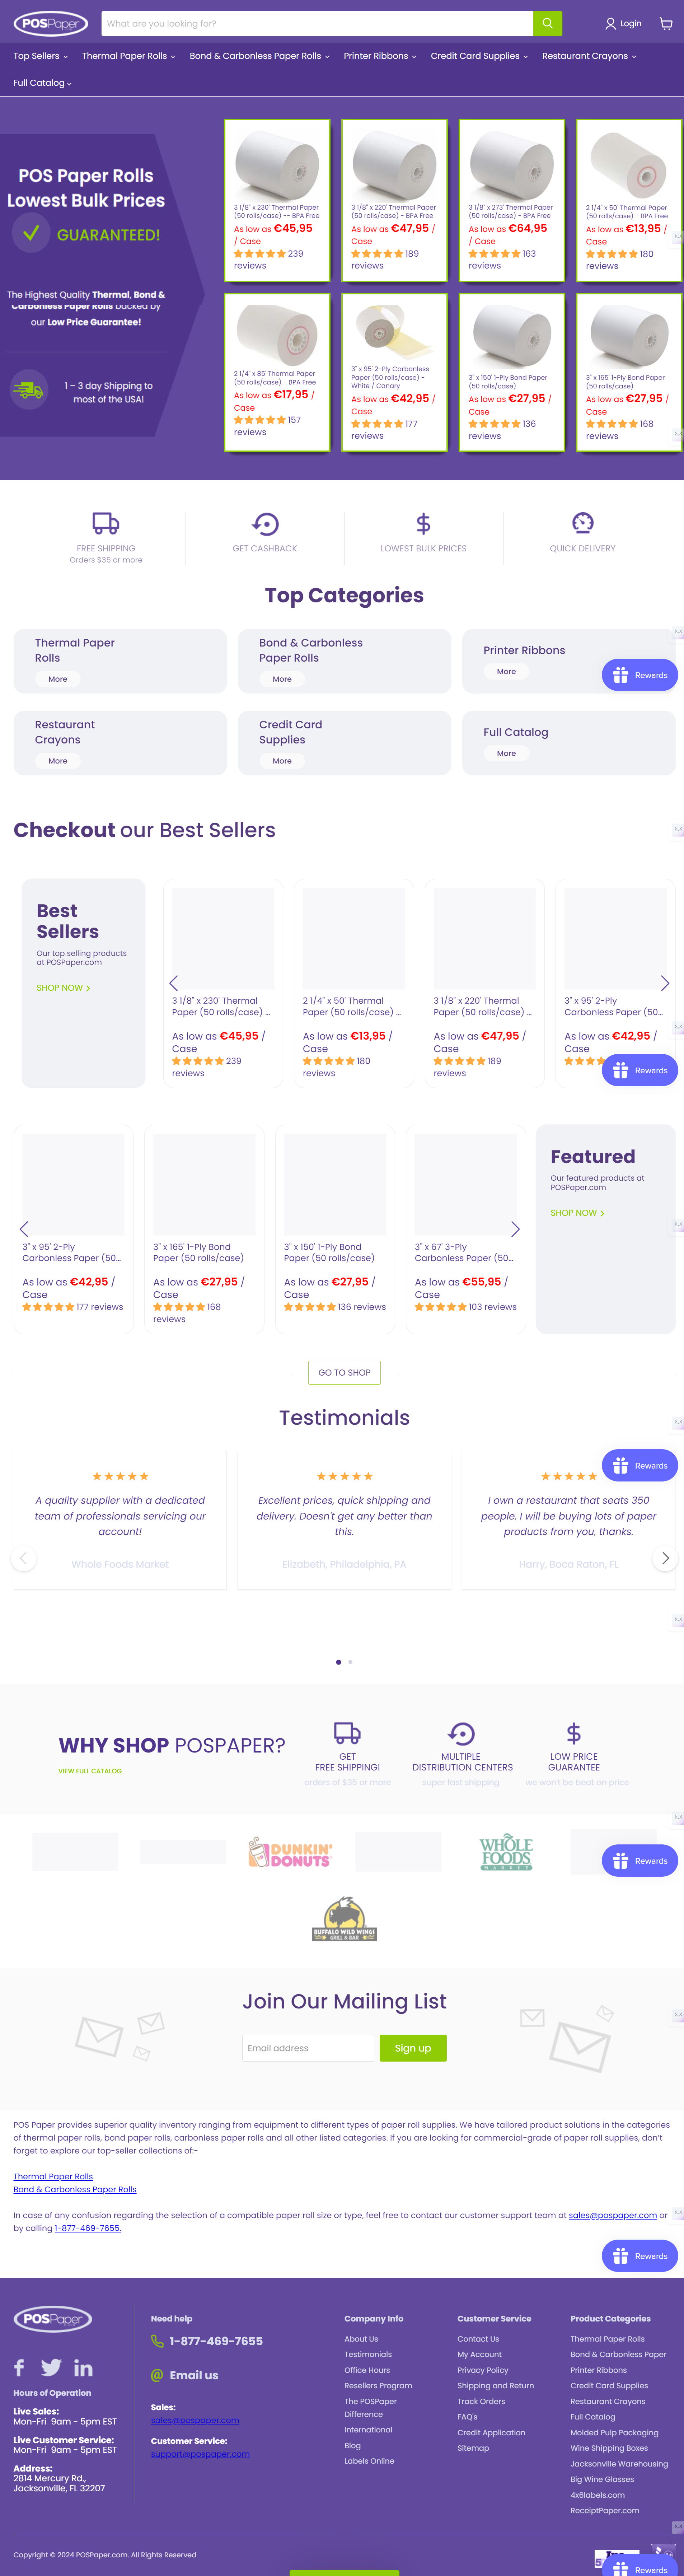 POSPaper
What are you looking for?
Login
Top Sellers
Thermal Paper Rolls
Bond & Carbonless Paper Rolls
Printer Ribbons
Credit Card Supplies
Restaurant Crayons
Full Catalog
POS Paper Rolls
Lowest Bulk Prices
GUARANTEED!
The Highest Quality Thermal, Bond &
Carbonless Paper Rolls backed by
our Low Price Guarantee!
1 – 3 day Shipping to
most of the USA!
3 1/8" x 230' Thermal Paper
(50 rolls/case) -- BPA Free
As low as €45,95
/ Case
239
reviews
3 1/8" x 220' Thermal Paper
(50 rolls/case) - BPA Free
As low as €47,95 /
Case
189
reviews
3 1/8" x 273' Thermal Paper
(50 rolls/case) - BPA Free
As low as €64,95
/ Case
163
reviews
2 1/4" x 50' Thermal Paper
(50 rolls/case) - BPA Free
As low as €13,95 /
Case
180
reviews
2 1/4" x 85' Thermal Paper
(50 rolls/case) - BPA Free
As low as €17,95 /
Case
157
reviews
3" x 95' 2-Ply Carbonless
Paper (50 rolls/case) -
White / Canary
As low as €42,95 /
Case
177
reviews
3" x 150' 1-Ply Bond Paper
(50 rolls/case)
As low as €27,95 /
Case
136
reviews
3" x 165' 1-Ply Bond Paper
(50 rolls/case)
As low as €27,95 /
Case
168
reviews
FREE SHIPPING
Orders $35 or more
GET CASHBACK
LOWEST BULK PRICES
QUICK DELIVERY
Top Categories
Thermal Paper
Rolls
More
Bond & Carbonless
Paper Rolls
More
Printer Ribbons
More
Rewards
Restaurant
Crayons
More
Credit Card
Supplies
More
Full Catalog
More
Checkout our Best Sellers
Best
Sellers
Our top selling products
at POSPaper.com
SHOP NOW
3 1/8" x 230' Thermal
Paper (50 rolls/case) ...
As low as €45,95 /
Case
239
reviews
2 1/4" x 50' Thermal
Paper (50 rolls/case) ...
As low as €13,95 /
Case
180
reviews
3 1/8" x 220' Thermal
Paper (50 rolls/case) ...
As low as €47,95 /
Case
189
reviews
3" x 95' 2-Ply
Carbonless Paper (50...
As low as €42,95 /
Case
Rewards
3" x 95' 2-Ply
Carbonless Paper (50...
As low as €42,95 /
Case
177 reviews
3" x 165' 1-Ply Bond
Paper (50 rolls/case)
As low as €27,95 /
Case
168
reviews
3" x 150' 1-Ply Bond
Paper (50 rolls/case)
As low as €27,95 /
Case
136 reviews
3" x 67' 3-Ply
Carbonless Paper (50...
As low as €55,95 /
Case
103 reviews
Featured
Our featured products at
POSPaper.com
SHOP NOW
GO TO SHOP
Testimonials
Rewards
A quality supplier with a dedicated
team of professionals servicing our
account!
Whole Foods Market
Excellent prices, quick shipping and
delivery. Doesn't get any better than
this.
Elizabeth, Philadelphia, PA
I own a restaurant that seats 350
people. I will be buying lots of paper
products from you, thanks.
Harry, Boca Raton, FL
WHY SHOP POSPAPER?
VIEW FULL CATALOG
GET
FREE SHIPPING!
orders of $35 or more
MULTIPLE
DISTRIBUTION CENTERS
super fast shipping
LOW PRICE
GUARANTEE
we won't be beat on price
DUNKIN'
DONUTS
WHOLE
FOODS
MARKET
Rewards
BUFFALO WILD WINGS
GRILL & BAR
Join Our Mailing List
Email address
Sign up
POS Paper provides superior quality inventory ranging from equipment to different types of paper roll supplies. We have tailored product solutions in the categories
of thermal paper rolls, bond paper rolls, carbonless paper rolls and all other listed categories. If you are looking for commercial-grade of paper roll supplies, don't
forget to explore our top-seller collections of:-
Thermal Paper Rolls
Bond & Carbonless Paper Rolls
In case of any confusion regarding the selection of a compatible paper roll size or type, feel free to contact our customer support team at sales@pospaper.com or
by calling 1-877-469-7655.
Rewards
POSPaper
Hours of Operation
Live Sales:
Mon-Fri 9am - 5pm EST
Live Customer Service:
Mon-Fri 9am - 5pm EST
Address:
2814 Mercury Rd.,
Jacksonville, FL 32207
Need help
1-877-469-7655
Email us
Sales:
sales@pospaper.com
Customer Service:
support@pospaper.com
Company Info
About Us
Testimonials
Office Hours
Resellers Program
The POSPaper
Difference
International
Blog
Labels Online
Customer Service
Contact Us
My Account
Privacy Policy
Shipping and Return
Track Orders
FAQ's
Credit Application
Sitemap
Product Categories
Thermal Paper Rolls
Bond & Carbonless Paper
Printer Ribbons
Credit Card Supplies
Restaurant Crayons
Full Catalog
Molded Pulp Packaging
Wine Shipping Boxes
Jacksonville Warehousing
Big Wine Glasses
4x6labels.com
ReceiptPaper.com
Copyright © 2024 POSPaper.com. All Rights Reserved
Rewards